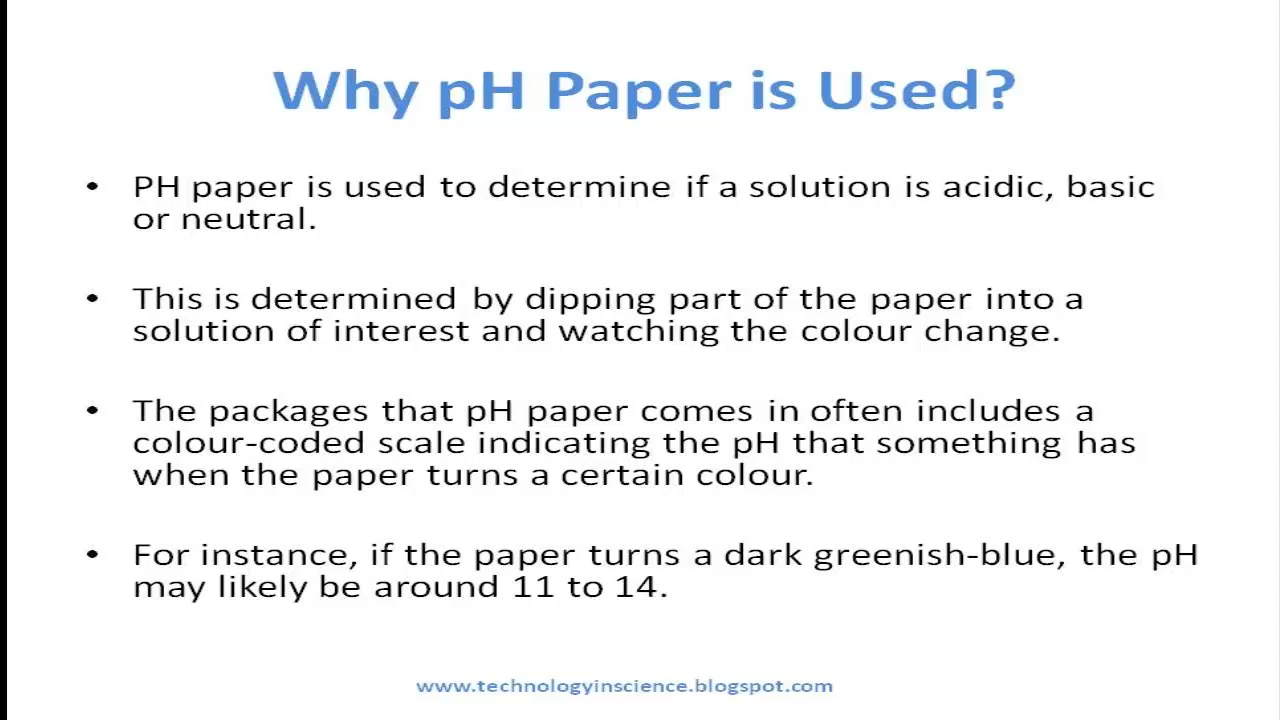 Why pH Paper is Used?
• PH paper is used to determine if a solution is acidic, basic
or neutral.
• This is determined by dipping part of the paper into a
solution of interest and watching the colour change.
• The packages that pH paper comes in often includes a
colour-coded scale indicating the pH that something has
when the paper turns a certain colour.
• For instance, if the paper turns a dark greenish-blue, the pH
may likely be around 11 to 14.
www.technologyinscience.blogspot.com